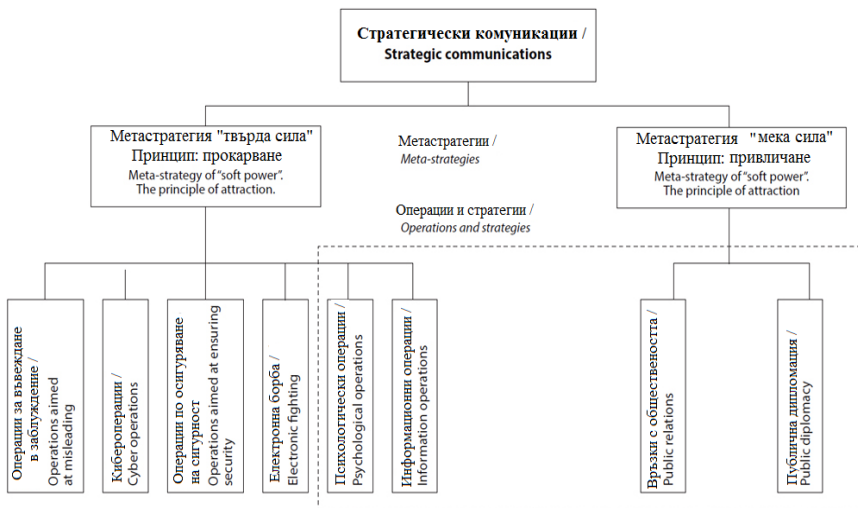 Стратегически комуникации /
Strategic communications
Метастратегия "твърда сила"
Принцип: прокарване
Meta-strategy of "soft power".
The principle of attraction.
Метастратегии /
Meta-strategies
Метастратегия "мека сила"
Принцип: привличане
Meta-strategy of "soft power".
The principle of attraction
Операции и стратегии /
Operations and strategies
Операции за въвеждане
в заблуждение /
Operations aimed
at misleading
Кибероперации /
Cyber operations
Операции по осигуряване
на сигурност
Operations aimed at ensuring
security
Електронна борба /
Electronic fighting
Психологически операции /
Psychological operations
Информационни операции /
Information operations
Връзки с обществеността /
Public relations
Публична дипломация /
Public diplomacy